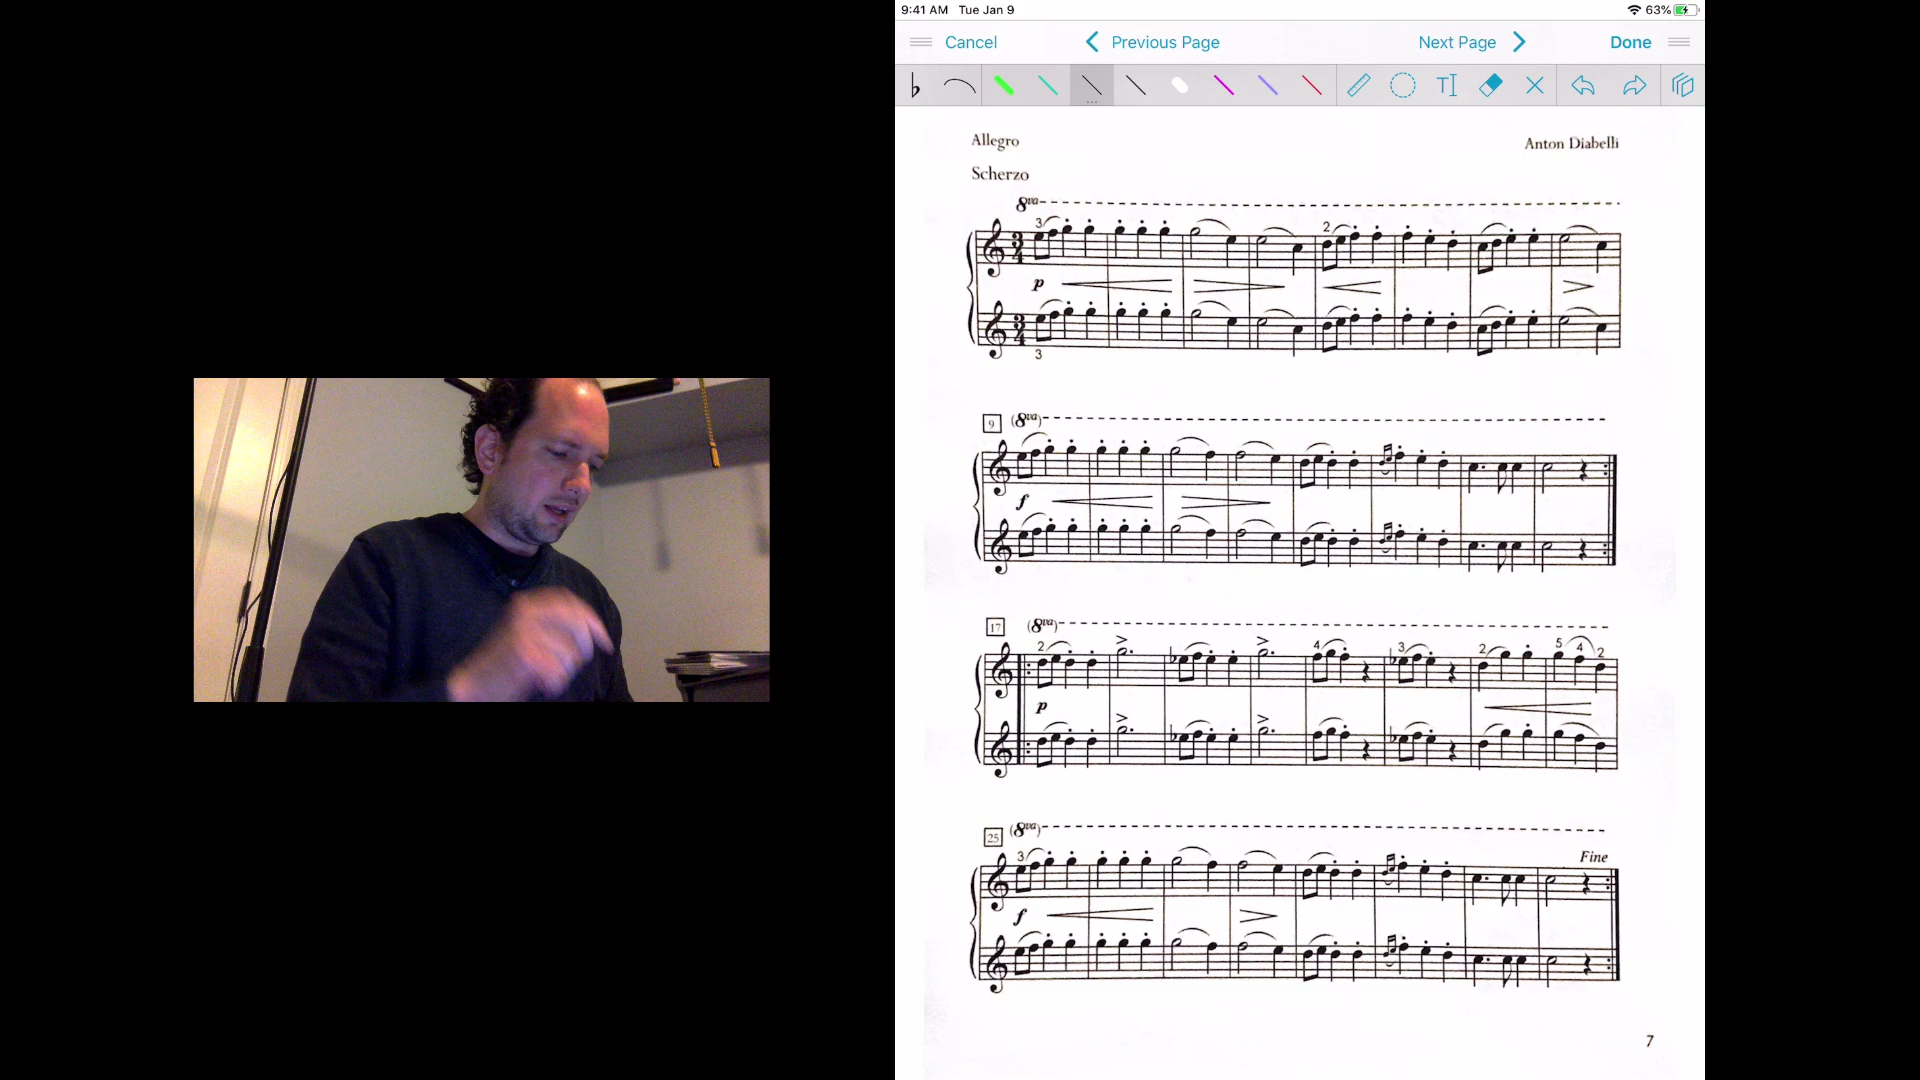 9:41 AM Tue Jan 9 63%
Cancel Previous Page Next Page Done
Allegro
Anton Diabelli
Scherzo
8va
3 2
p
3
9 (8va)
f
17 (8va)
2 4 3 2 5 4 2
p
25 (8va)
3 Fine
f
7